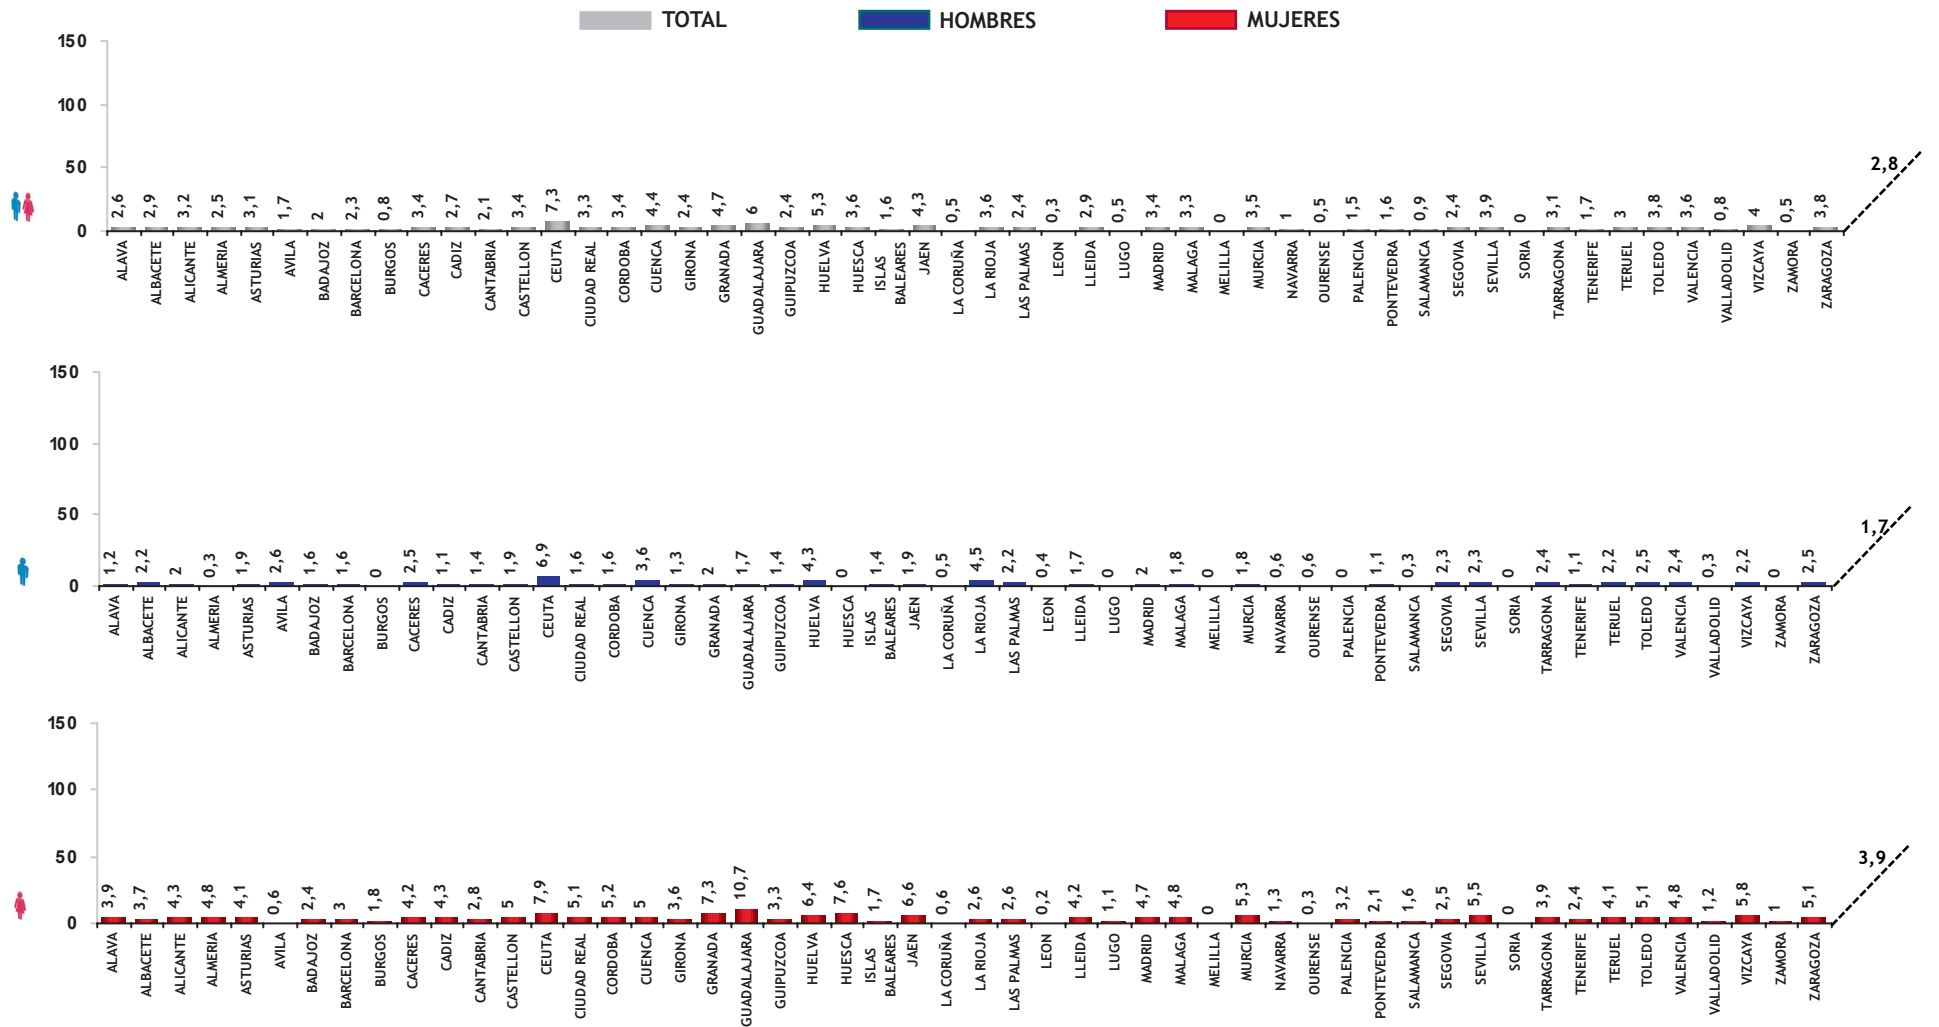 TOTAL HOMBRES MUJERES
150
100
50
0
2,6 2,9 3,2 2,5 3,1 1,7 2 2,3 0,8 3,4 2,7 2,1 3,4 7,3 3,3 3,4 4,4 2,4 4,7 6 2,4 5,3 3,6 1,6 4,3 0,5 3,6 2,4 0,3 2,9 0,5 3,4 3,3 0 3,5 1 0,5 1,5 1,6 0,9 2,4 3,9 0 3,1 1,7 3 3,8 3,6 0,8 4 0,5 3,8 2,8
ALAVA ALBACETE ALICANTE ALMERIA ASTURIAS AVILA BADAJOZ BARCELONA BURGOS CACERES CADIZ CANTABRIA CASTELLON CEUTA CIUDAD REAL CORDOBA CUENCA GIRONA GRANADA GUADALAJARA GUIPUZCOA HUELVA HUESCA ISLAS BALEARES JAEN LA CORUÑA LA RIOJA LAS PALMAS LEON LLEIDA LUGO MADRID MALAGA MELILLA MURCIA NAVARRA OURENSE PALENCIA PONTEVEDRA SALAMANCA SEGOVIA SEVILLA SORIA TARRAGONA TENERIFE TERUEL TOLEDO VALENCIA VALLADOLID VIZCAYA ZAMORA ZARAGOZA
150
100
50
0
1,2 2,2 2 0,3 1,9 2,6 1,6 1,6 0 2,5 1,1 1,4 1,9 6,9 1,6 1,6 3,6 1,3 2 1,7 1,4 4,3 0 1,4 1,9 0,5 4,5 2,2 0,4 1,7 0 2 1,8 0 1,8 0,6 0,6 0 1,1 0,3 2,3 2,3 0 2,4 1,1 2,2 2,5 2,4 0,3 2,2 0 2,5 1,7
ALAVA ALBACETE ALICANTE ALMERIA ASTURIAS AVILA BADAJOZ BARCELONA BURGOS CACERES CADIZ CANTABRIA CASTELLON CEUTA CIUDAD REAL CORDOBA CUENCA GIRONA GRANADA GUADALAJARA GUIPUZCOA HUELVA HUESCA ISLAS BALEARES JAEN LA CORUÑA LA RIOJA LAS PALMAS LEON LLEIDA LUGO MADRID MALAGA MELILLA MURCIA NAVARRA OURENSE PALENCIA PONTEVEDRA SALAMANCA SEGOVIA SEVILLA SORIA TARRAGONA TENERIFE TERUEL TOLEDO VALENCIA VALLADOLID VIZCAYA ZAMORA ZARAGOZA
150
100
50
0
3,9 3,7 4,3 4,8 4,1 0,6 2,4 3 1,8 4,2 4,3 2,8 5 7,9 5,1 5,2 5 3,6 7,3 10,7 3,3 6,4 7,6 1,7 6,6 0,6 2,6 2,6 0,2 4,2 1,1 4,7 4,8 0 5,3 1,3 0,3 3,2 2,1 1,6 2,5 5,5 0 3,9 2,4 4,1 5,1 4,8 1,2 5,8 1 5,1 3,9
ALAVA ALBACETE ALICANTE ALMERIA ASTURIAS AVILA BADAJOZ BARCELONA BURGOS CACERES CADIZ CANTABRIA CASTELLON CEUTA CIUDAD REAL CORDOBA CUENCA GIRONA GRANADA GUADALAJARA GUIPUZCOA HUELVA HUESCA ISLAS BALEARES JAEN LA CORUÑA LA RIOJA LAS PALMAS LEON LLEIDA LUGO MADRID MALAGA MELILLA MURCIA NAVARRA OURENSE PALENCIA PONTEVEDRA SALAMANCA SEGOVIA SEVILLA SORIA TARRAGONA TENERIFE TERUEL TOLEDO VALENCIA VALLADOLID VIZCAYA ZAMORA ZARAGOZA